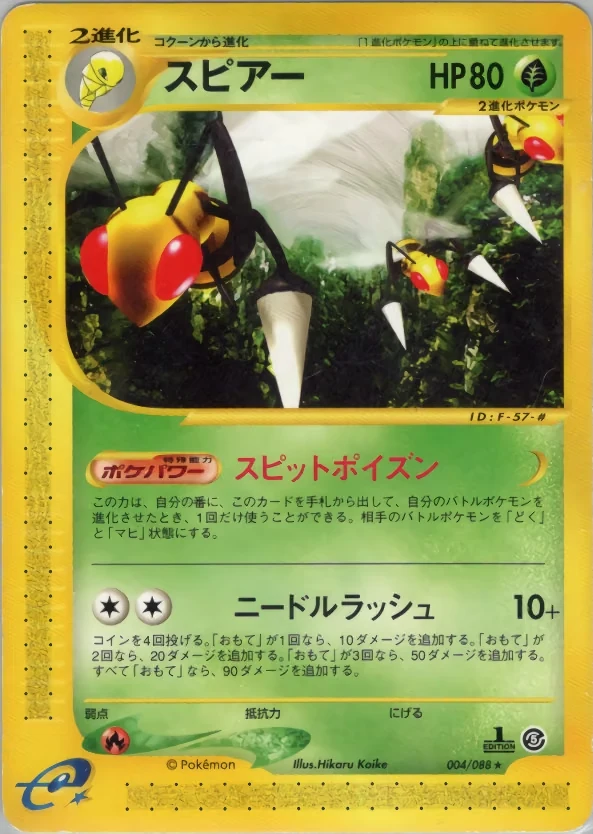 2進化
コクーンから進化
「1進化ポケモン」の上に重ねて進化させます。
スピアー
HP80
2進化ポケモン
ID:F-57-#
特殊能力
ポケパワー
スピットポイズン
この力は、自分の番に、このカードを手札から出して、自分のバトルポケモンを
進化させたとき、1回だけ使うことができる。相手のバトルポケモンを「どく」
と「マヒ」状態にする。
ニードルラッシュ
10+
コインを4回投げる。「おもて」が1回なら、10ダメージを追加する。「おもて」が
2回なら、20ダメージを追加する。「おもて」が3回なら、50ダメージを追加する。
すべて「おもて」なら、90ダメージを追加する。
弱点
抵抗力
にげる
1
EDITION
5
©Pokémon
Illus.Hikaru Koike
004/088★
e